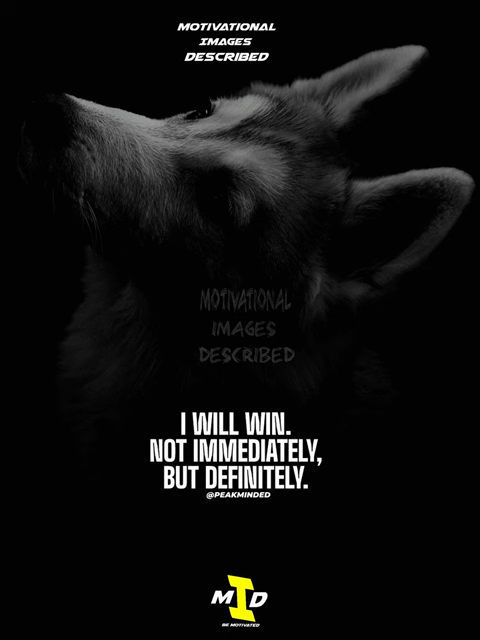 MOTIVATIONAL
IMAGES
DESCRIBED
MOTIVATIONAL
IMAGES
DESCRIBED
I WILL WIN.
NOT IMMEDIATELY,
BUT DEFINITELY.
@PEAKMINDED
MID
BE MOTIVATED